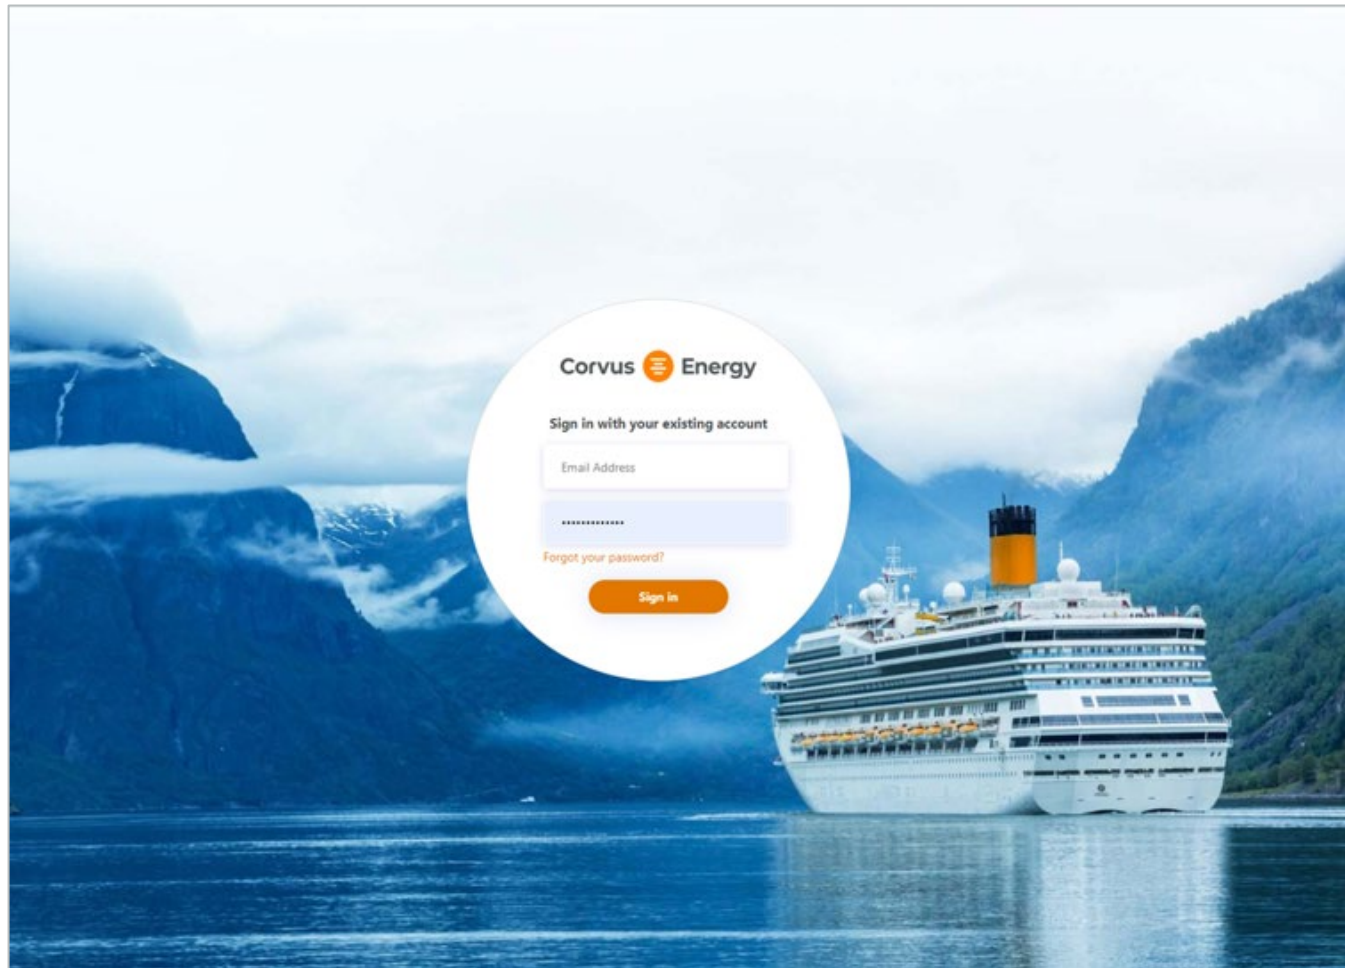 Corvus Energy
Sign in with your existing account
Email Address
•••••••••••••
Forgot your password?
Sign in